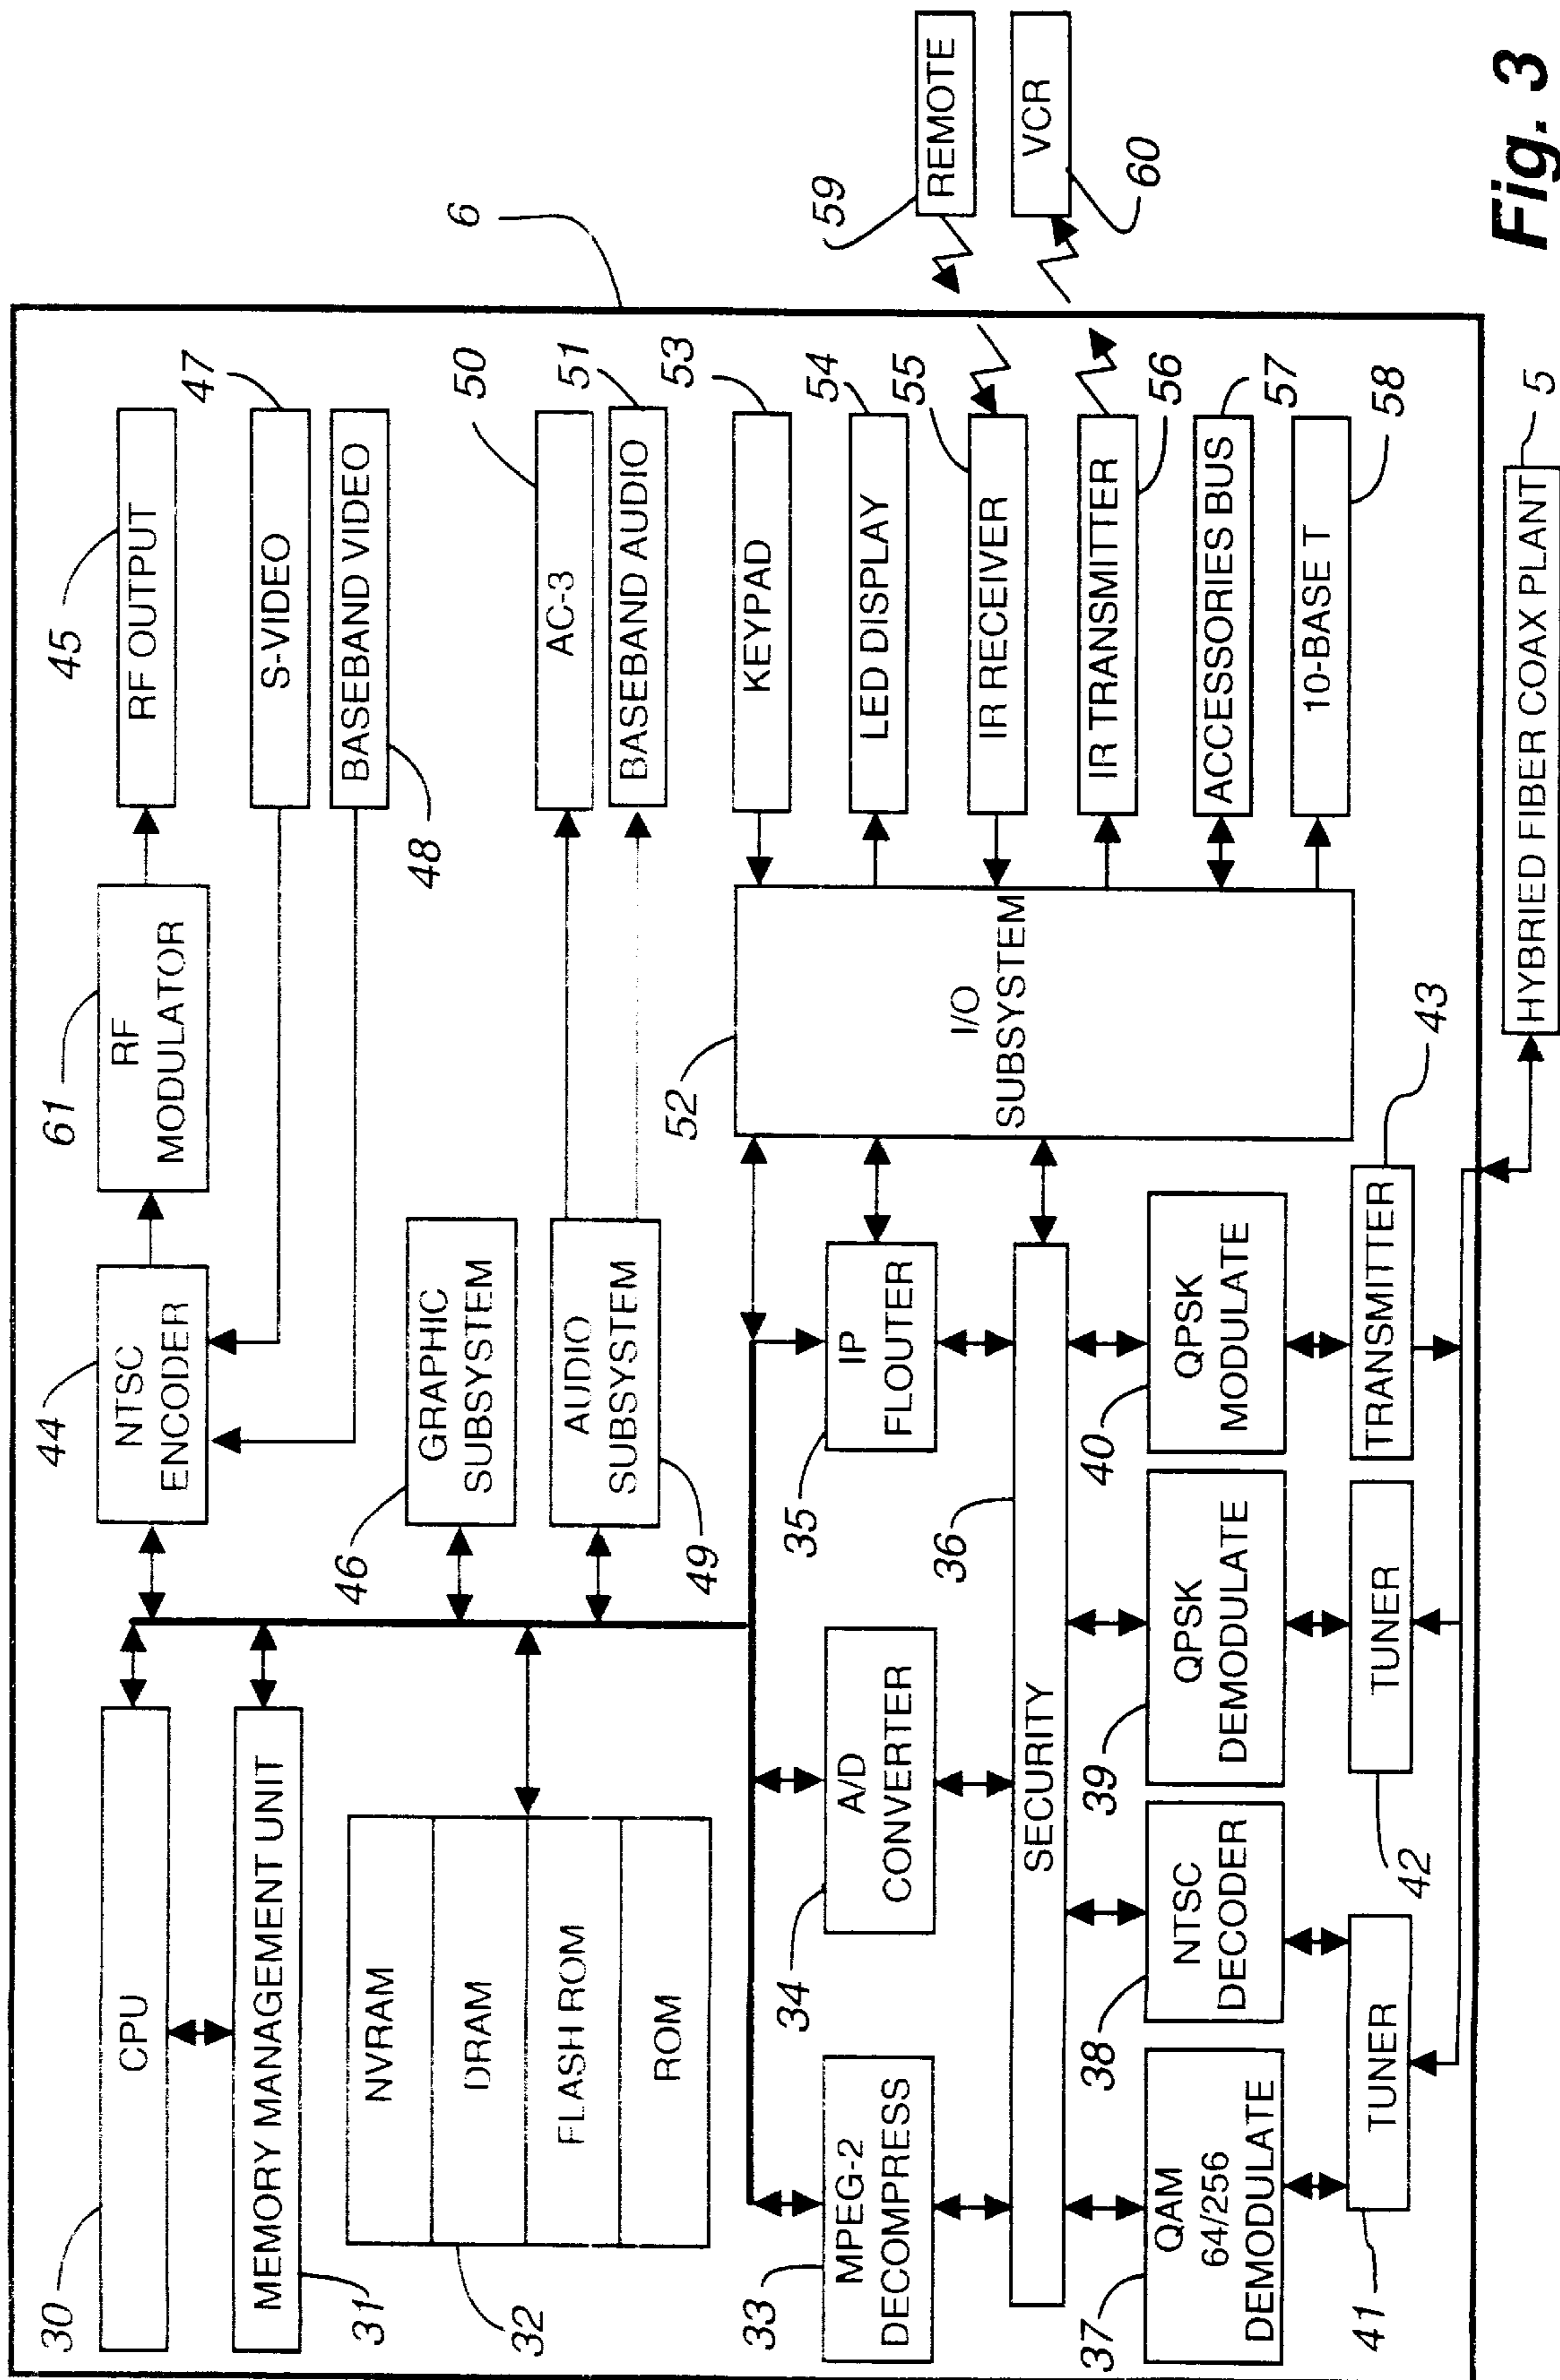 30
CPU
44
NTSC
ENCODER
61
RF
MODULATOR
45
RF OUTPUT
47
S-VIDEO
BASEBAND VIDEO
48
MEMORY MANAGEMENT UNIT
31
6
NVRAM
DRAM
FLASH ROM
ROM
32
46
GRAPHIC
SUBSYSTEM
AUDIO
SUBSYSTEM
49
50
AC-3
51
BASEBAND AUDIO
52
I/O
SUBSYSTEM
53
KEYPAD
54
LED DISPLAY
55
IR RECEIVER
IR TRANSMITTER
56
ACCESSORIES BUS
57
10-BASE T
58
59
REMOTE
VCR
60
33
MPEG-2
DECOMPRESS
34
A/D
CONVERTER
35
IP
FLOUTER
36
SECURITY
37
QAM
64/256
DEMODULATE
38
NTSC
DECODER
39
QPSK
DEMODULATE
40
QPSK
MODULATE
41
TUNER
42
TUNER
TRANSMITTER
43
HYBRIED FIBER COAX PLANT
5
Fig. 3